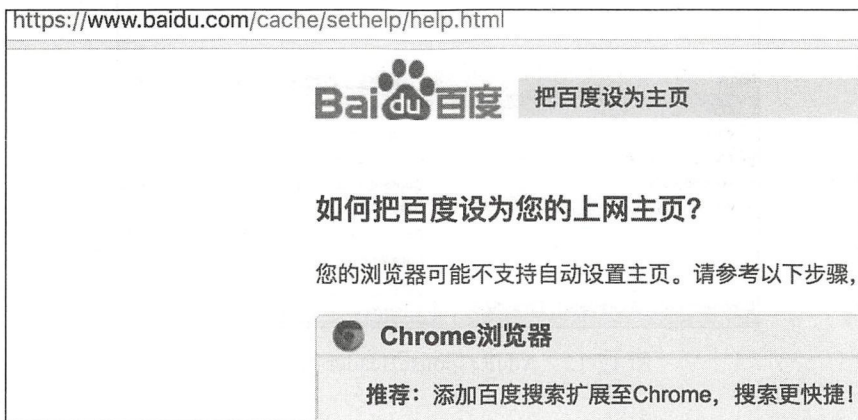 https://www.baidu.com/cache/sethelp/help.html
Bai du 百度 把百度设为主页
如何把百度设为您的上网主页?
您的浏览器可能不支持自动设置主页。请参考以下步骤,
Chrome浏览器
推荐：添加百度搜索扩展至Chrome，搜索更快捷!